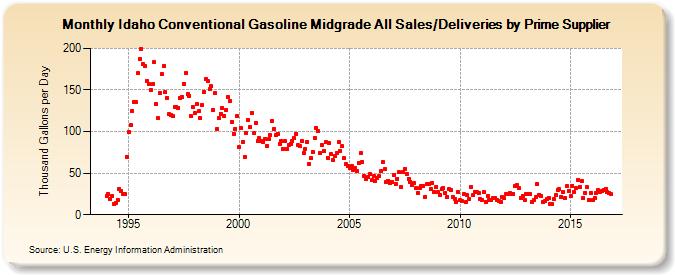 Monthly Idaho Conventional Gasoline Midgrade All Sales/Deliveries by Prime Supplier
Thousand Gallons per Day
200
150
100
50
0
1995 2000 2005 2010 2015
Source: U.S. Energy Information Administration